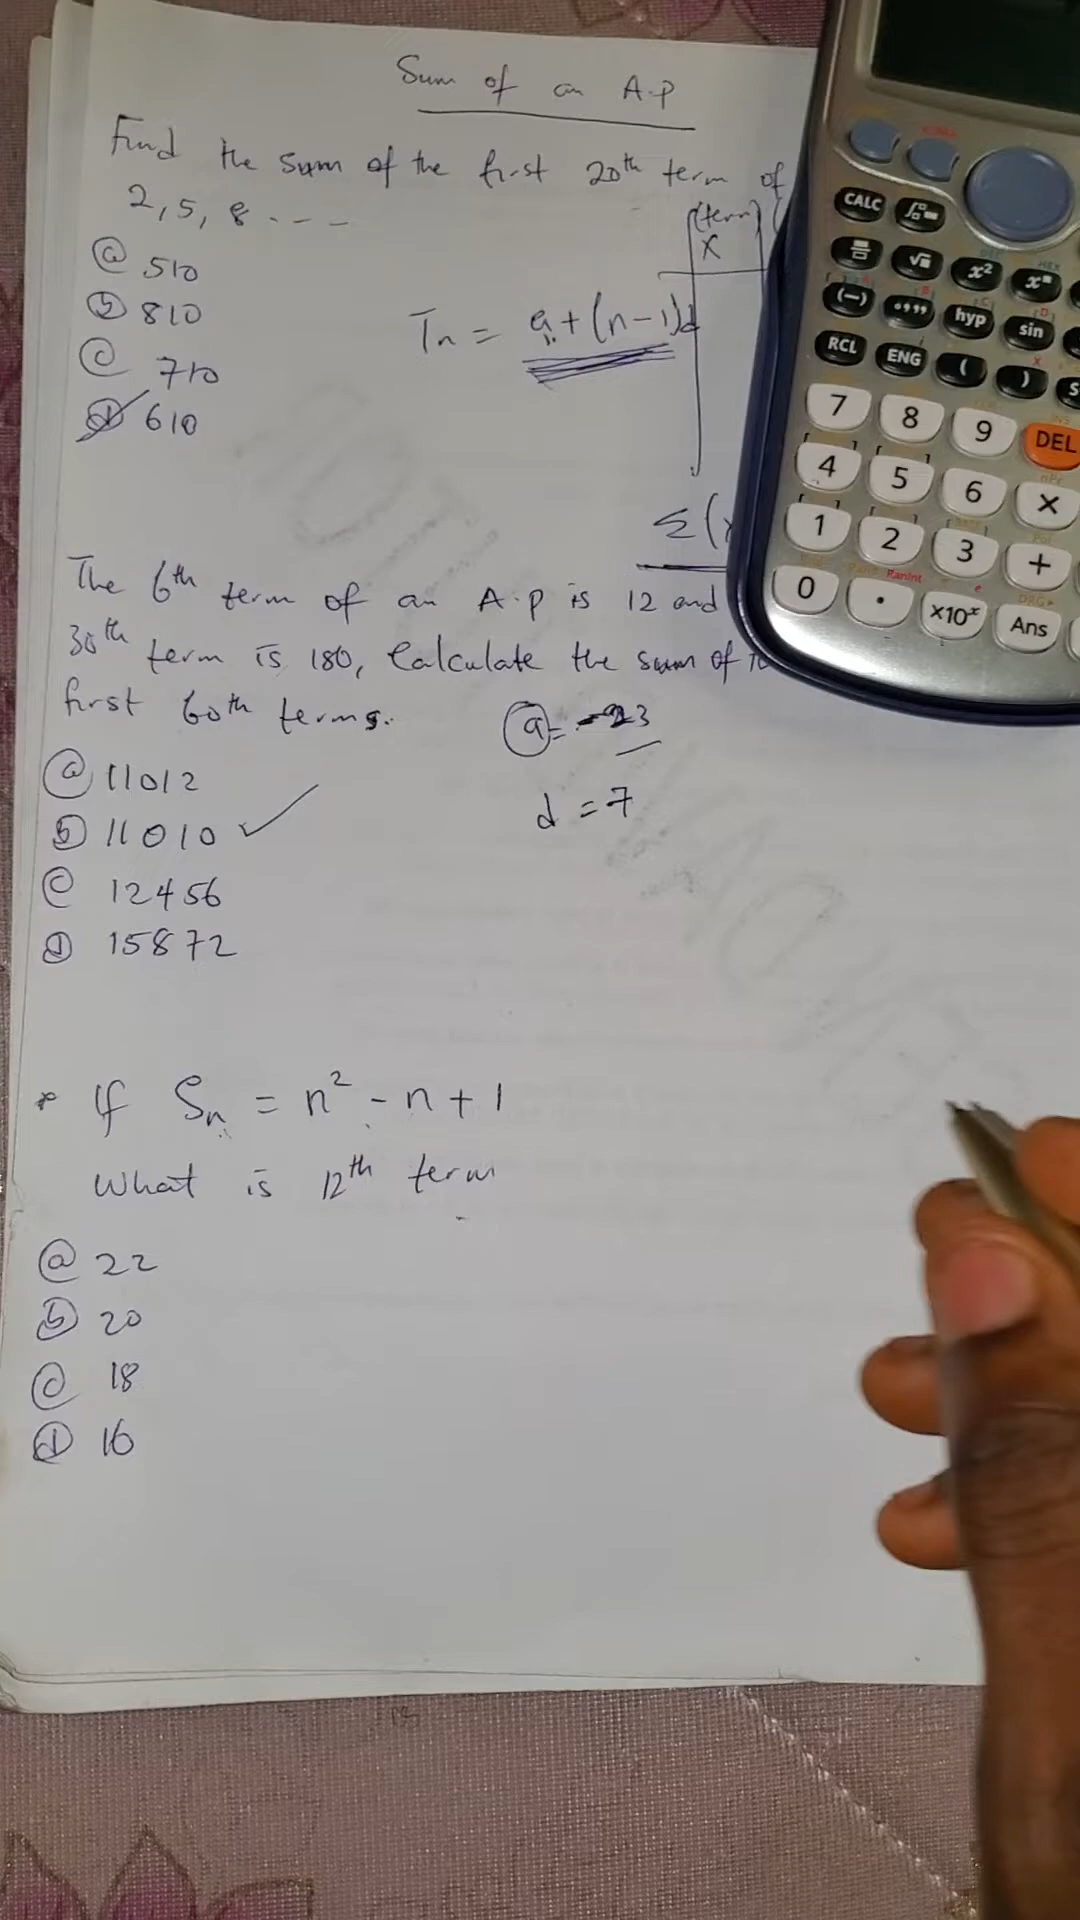 Sum of an A.P
Find the sum of the first 20th term of
2, 5, 8 - - -
(term)
X
(a) 510
(b) 810
(c) 710
(d) 610
Tn = a + (n-1)d
Σ(
The 6th term of an A.P is 12 and
30th term is 180, Calculate the sum of
first 60th terms.
a = -23
d = 7
(a) 11012
(b) 11010 ✓
(c) 12456
(d) 15872
* If Sn = n² - n + 1
What is 12th term
(a) 22
(b) 20
(c) 18
(d) 16
CALC
x²
(-) hyp sin
RCL ENG ( )
7 8 9 DEL
4 5 6 ×
1 2 3 +
0 . ×10ˣ Ans
RanInt